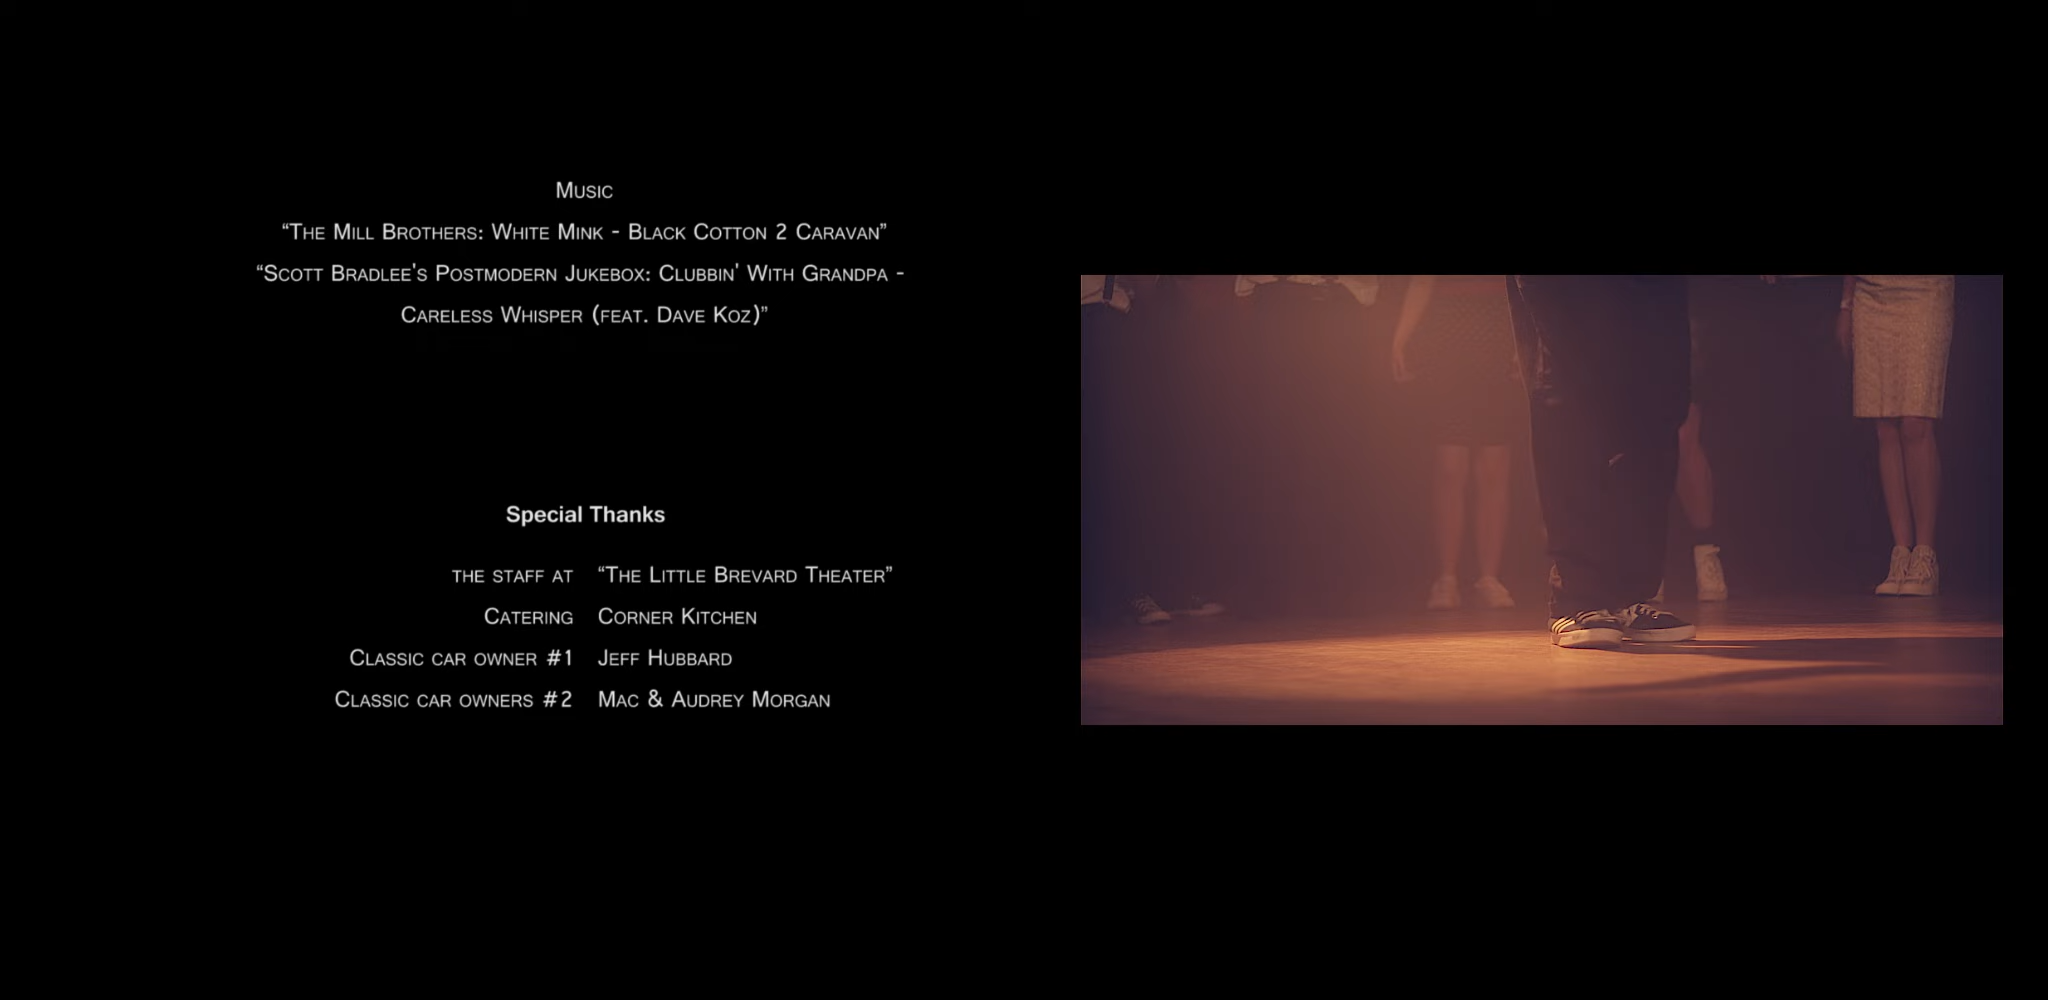 Music
“The Mill Brothers: White Mink - Black Cotton 2 Caravan”
“Scott Bradlee's Postmodern Jukebox: Clubbin' With Grandpa -
Careless Whisper (feat. Dave Koz)”
Special Thanks
the staff at “The Little Brevard Theater”
Catering Corner Kitchen
Classic car owner #1 Jeff Hubbard
Classic car owners #2 Mac & Audrey Morgan